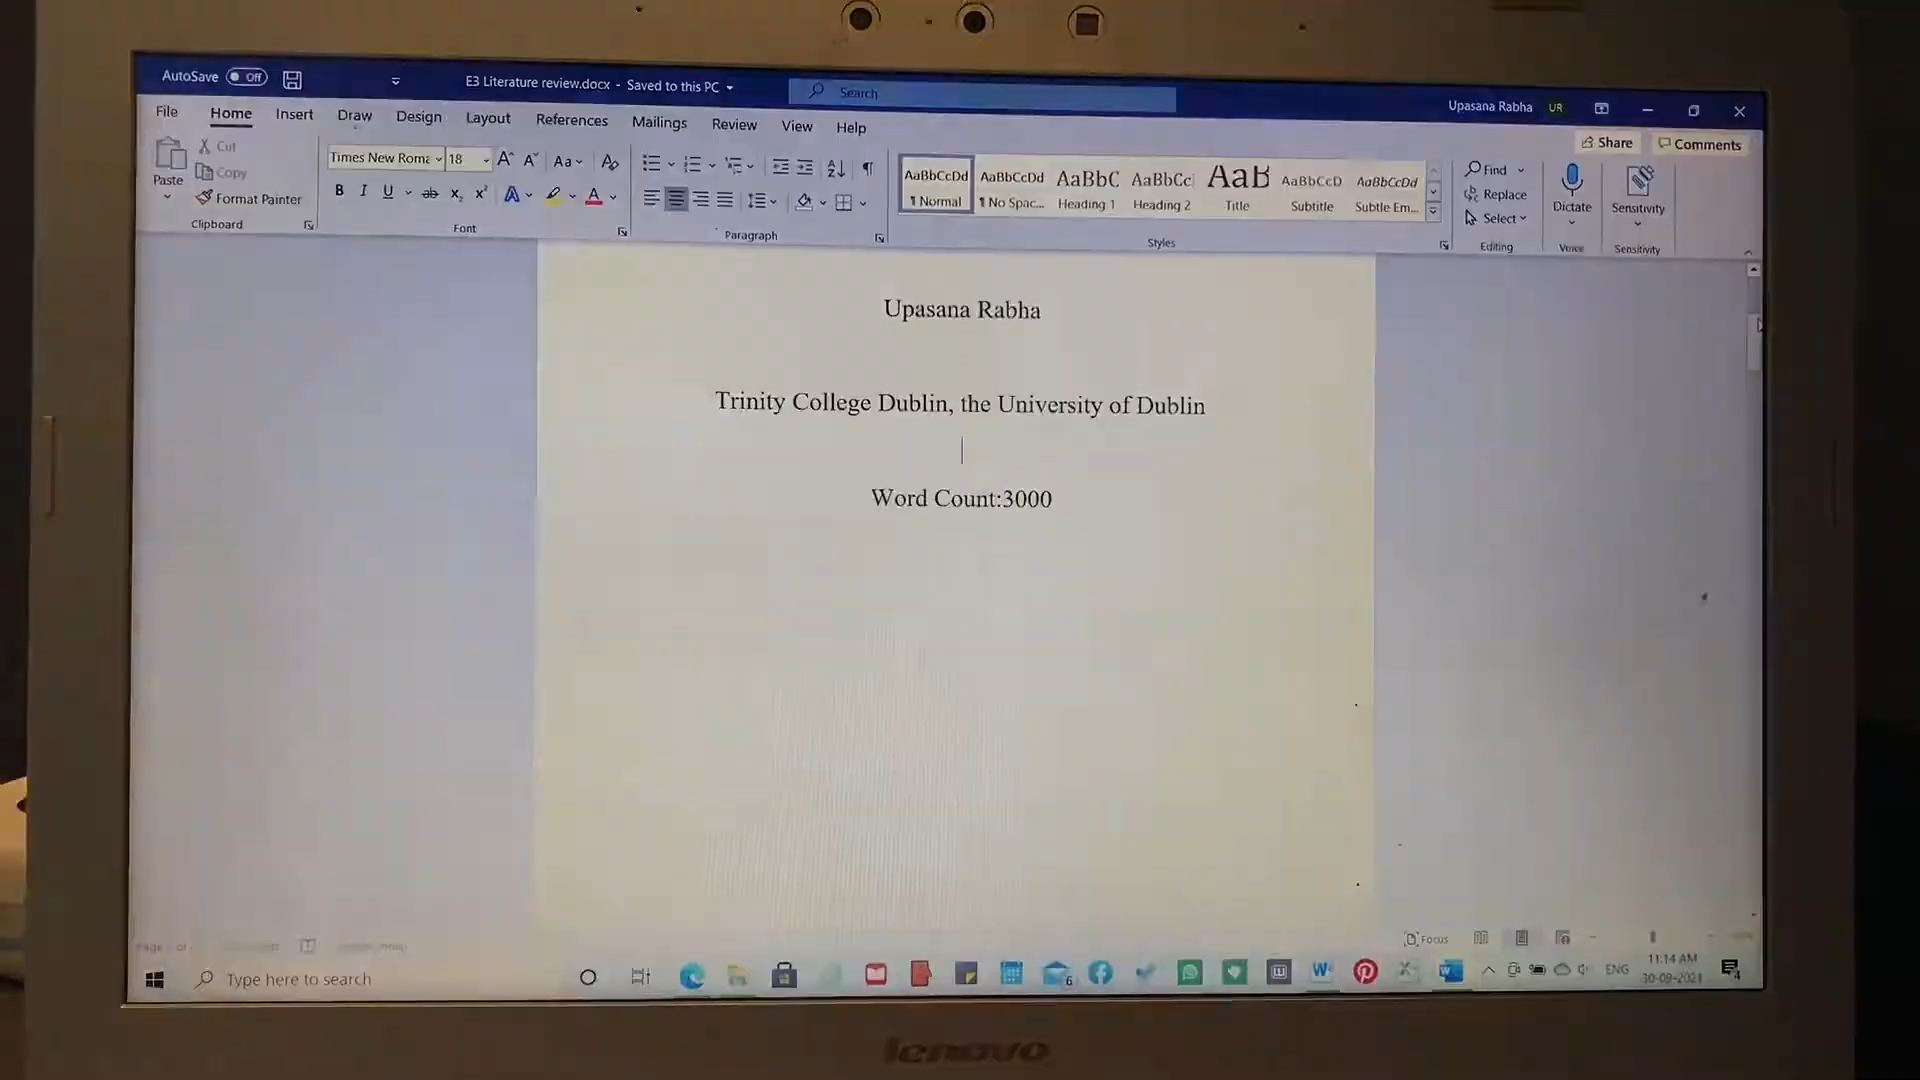 AutoSave Off
E3 Literature review.docx - Saved to this PC
Search
Upasana Rabha UR
File Home Insert Draw Design Layout References Mailings Review View Help
Share Comments
Paste
Cut
Copy
Format Painter
Clipboard
Times New Roma 18
Font
Paragraph
AaBbCcDd AaBbCcDd AaBbC AaBbCc AaB AaBbCcD AaBbCcDd
¶ Normal ¶ No Spac... Heading 1 Heading 2 Title Subtitle Subtle Em...
Styles
Find
Replace
Select
Editing
Dictate
Voice
Sensitivity
Sensitivity
Upasana Rabha
Trinity College Dublin, the University of Dublin
Word Count:3000
Focus
Type here to search
6
ENG
11:14 AM
30-09-2021
4
lenovo